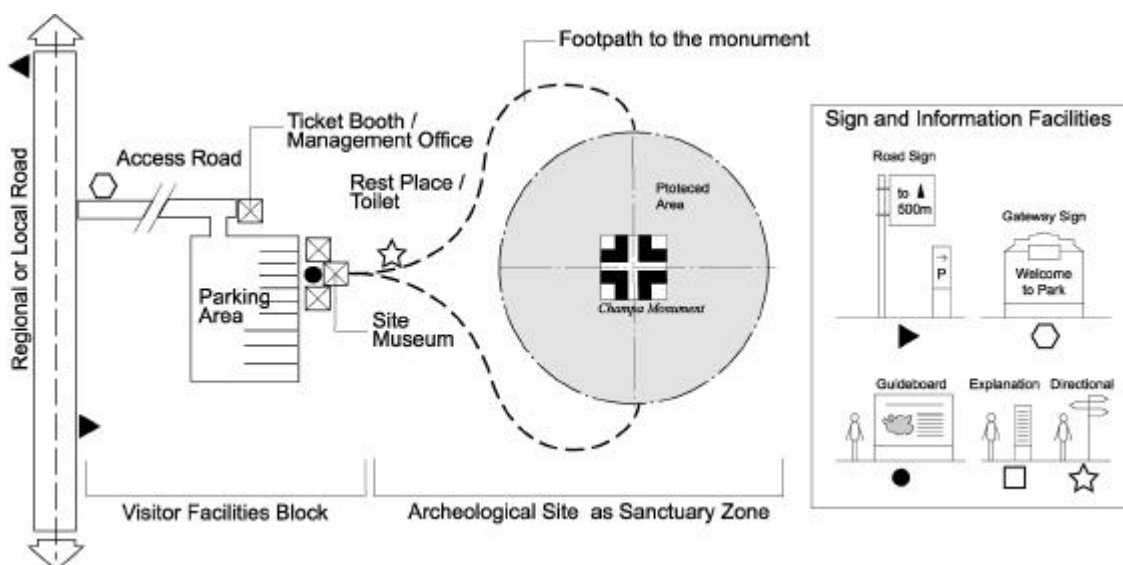 Footpath to the monument
Sign and Information Facilities
Ticket Booth /
Management Office
Access Road
Rest Place /
Toilet
Regional or Local Road
Parking
Area
Site
Museum
Plotecad
Area
Champa Monument
Road Sign
to
500m
P
Gateway Sign
Welcome
to Park
Guideboard
Explanation
Directional
Visitor Facilities Block
Archeological Site as Sanctuary Zone